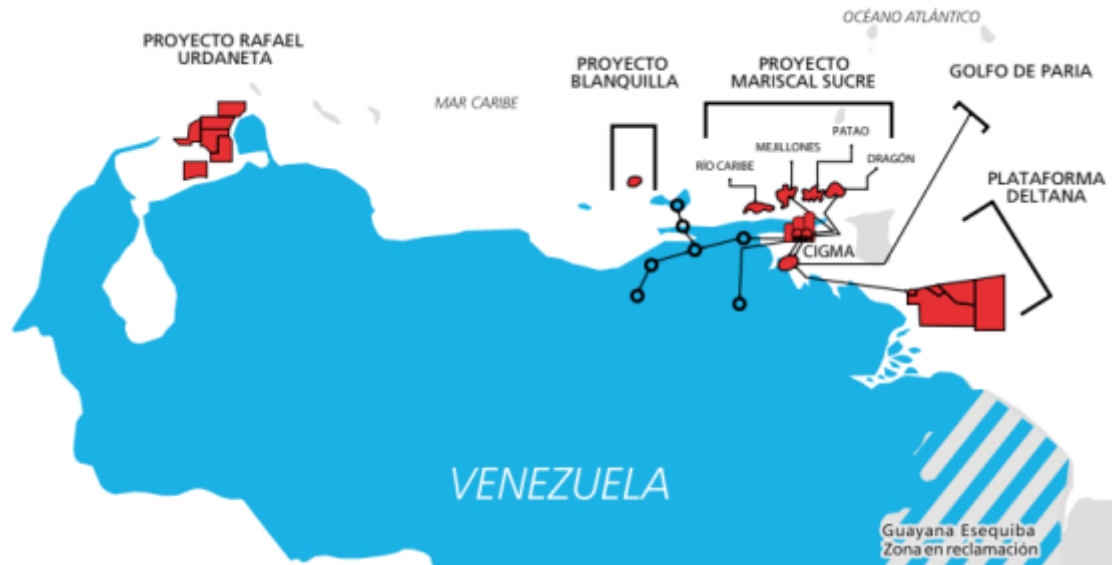 OCÉANO ATLÁNTICO
PROYECTO RAFAEL
URDANETA
PROYECTO
BLANQUILLA
PROYECTO
MARISCAL SUCRE
GOLFO DE PARIA
MAR CARIBE
PATAO
MEJILLONES
RÍO CARIBE
DRAGÓN
PLATAFORMA
DELTANA
CIGMA
VENEZUELA
Guayana Esequiba
Zona en reclamación